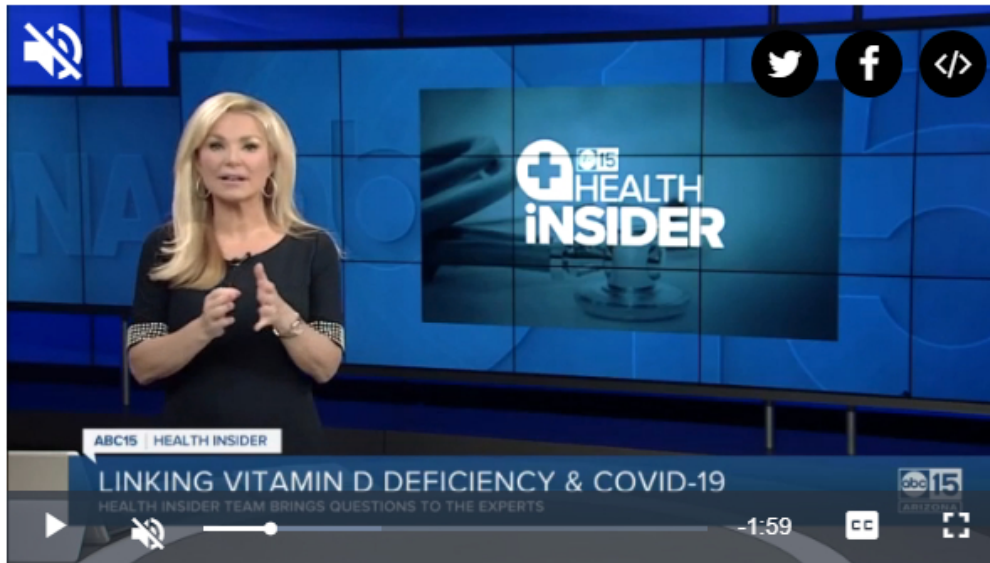 </>
15
HEALTH
iNSIDER
NA
ABC15 | HEALTH INSIDER
LINKING VITAMIN D DEFICIENCY & COVID-19
HEALTH INSIDER TEAM BRINGS QUESTIONS TO THE EXPERTS
abc 15
ARIZONA
-1:59
CC